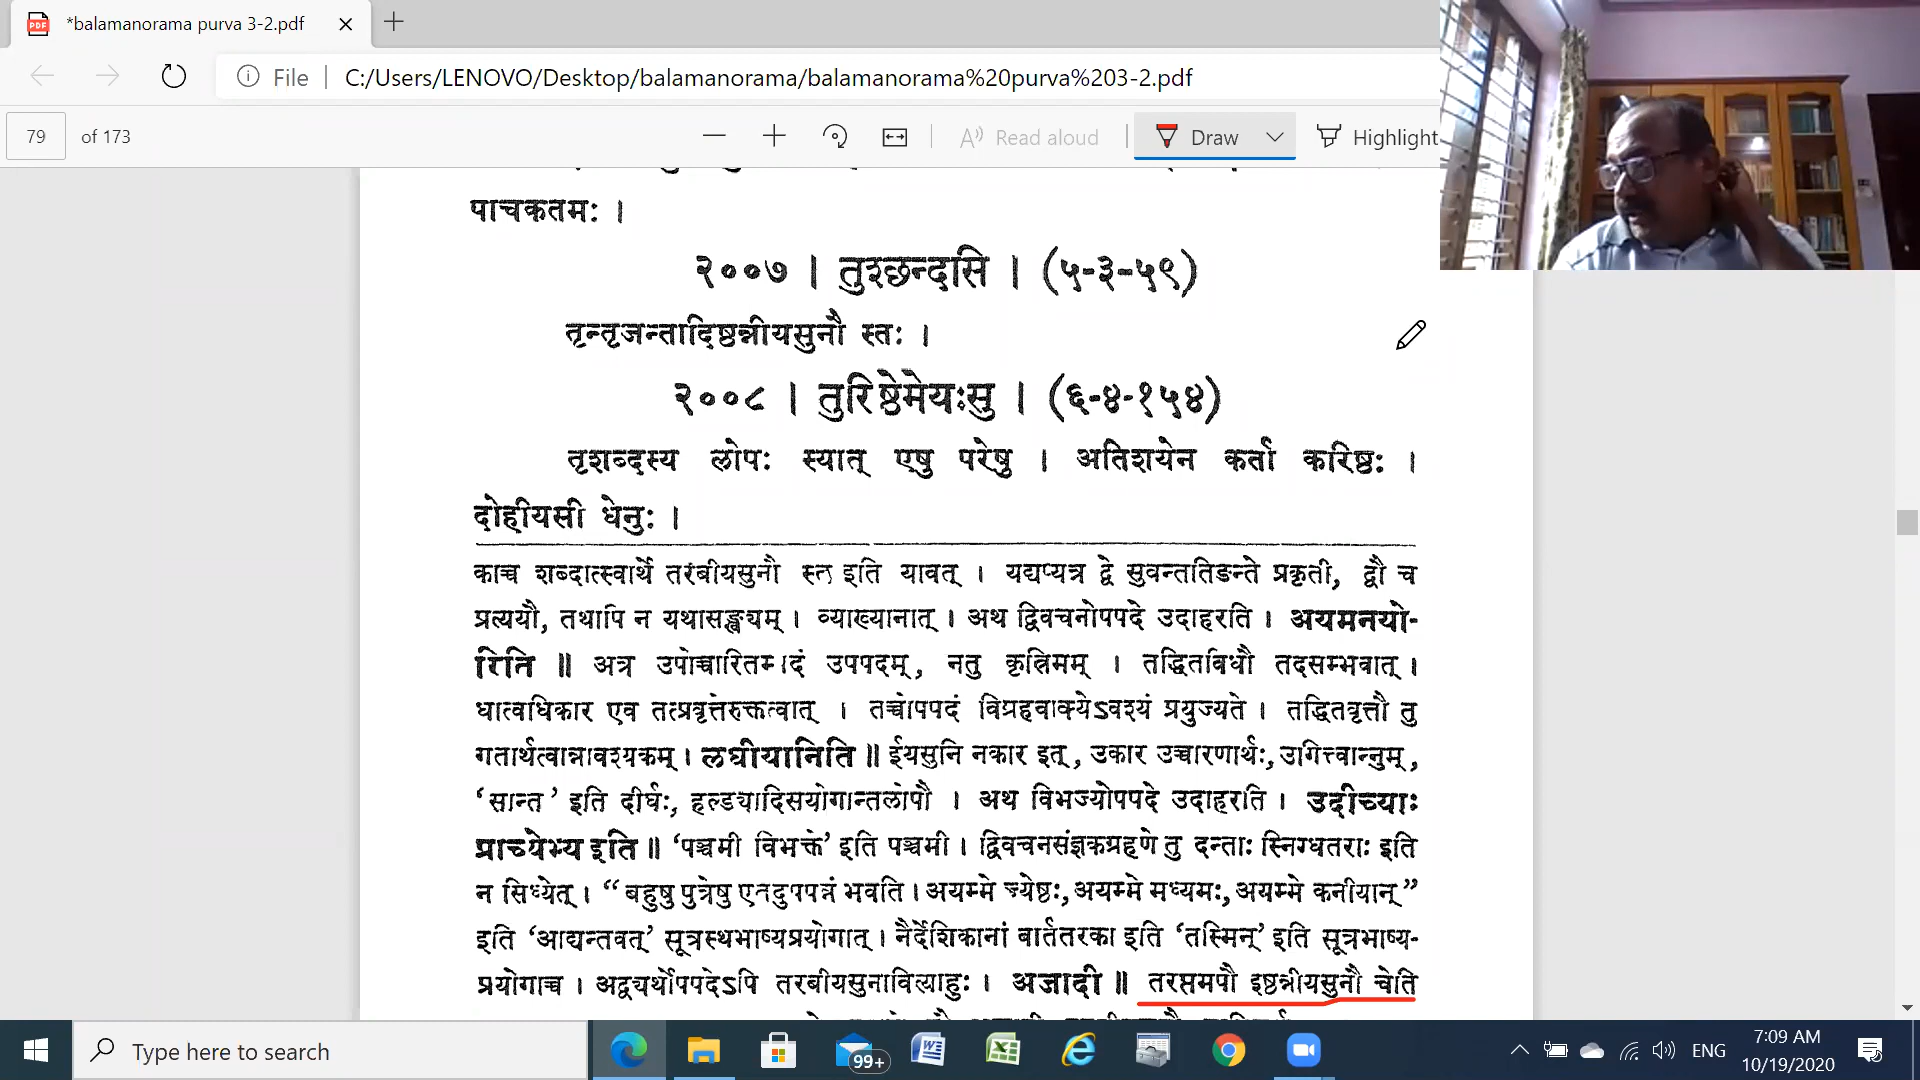 *balamanorama purva 3-2.pdf
File | C:/Users/LENOVO/Desktop/balamanorama/balamanorama%20purva%203-2.pdf
79 of 173
Read aloud
Draw
Highlight
पाचकतमः ।
२००७ । तुश्छन्दसि । (५-३-५९)
तृन्तृजन्तादिष्ठन्नीयसुनौ स्तः ।
२००८ । तुरिष्ठेमेयःसु । (६-४-१५४)
तृशब्दस्य लोपः स्यात् एषु परेषु । अतिशयेन कर्ता करिष्ठः ।
दोहीयसी धेनुः ।
काच्च शब्दात्स्वार्थे तरबीयसुनौ स्त इति यावत् । यद्यप्यत्र द्वे सुबन्ततिङन्ते प्रकृती, द्वौ च
प्रत्ययौ, तथापि न यथासङ्ख्यम् । व्याख्यानात् । अथ द्विवचनोपपदे उदाहरति । अयमनयो-
रिति ॥ अत्र उपोच्चारितम्पदं उपपदम्, नतु कृत्रिमम् । तद्धितविधौ तदसम्भवात् ।
धात्वधिकार एव तत्प्रवृत्तेरुक्तत्वात् । तच्चोपपदं विग्रहवाक्येऽवश्यं प्रयुज्यते । तद्धितवृत्तौ तु
गतार्थत्वान्नावश्यकम् । लघीयानिति ॥ ईयसुनि नकार इत्, उकार उच्चारणार्थः, उगित्त्वान्नुम्,
‘सान्त’ इति दीर्घः, हल्ङ्यादिसंयोगान्तलोपौ । अथ विभज्योपपदे उदाहरति । उदीच्याः
प्राच्येभ्य इति ॥ ‘पञ्चमी विभक्ते’ इति पञ्चमी । द्विवचनसंज्ञकग्रहणे तु दन्ताः स्निग्धतराः इति
न सिध्येत् । “बहुषु पुत्रेषु एतदुपपन्नं भवति । अयम्मे ज्येष्ठः, अयम्मे मध्यमः, अयम्मे कनीयान्”
इति ‘आद्यन्तवत्’ सूत्रस्थभाष्यप्रयोगात् । नैर्देशिकानां वार्ततरका इति ‘तस्मिन्’ इति सूत्रभाष्य-
प्रयोगाच्च । अद्व्यर्थोपपदेऽपि तरबीयसुनावित्याहुः । अजादी ॥ तरप्तमपौ इष्ठन्नीयसुनौ चेति
Type here to search
99+
ENG
7:09 AM
10/19/2020